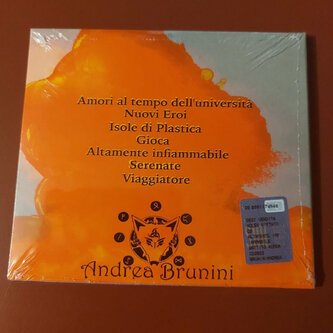 Amori al tempo dell'università
Nuovi Eroi
Isole di Plastica
Gioca
Altamente infiammabile
Serenate
Viaggiatore
Andrea Brunini